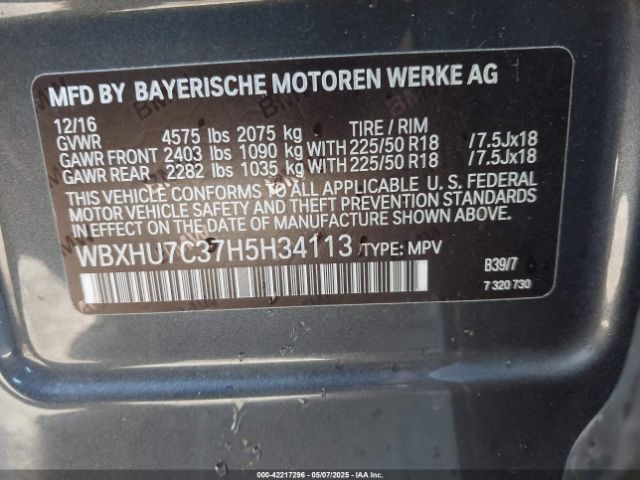 MFD BY BAYERISCHE MOTOREN WERKE AG
12/16
GVWR 4575 lbs 2075 kg TIRE / RIM
GAWR FRONT 2403 lbs 1090 kg WITH 225/50 R18 / 7.5Jx18
GAWR REAR 2282 lbs 1035 kg WITH 225/50 R18 / 7.5Jx18
THIS VEHICLE CONFORMS TO ALL APPLICABLE U. S. FEDERAL
MOTOR VEHICLE SAFETY AND THEFT PREVENTION STANDARDS
IN EFFECT ON THE DATE OF MANUFACTURE SHOWN ABOVE.
WBXHU7C37H5H34113 TYPE: MPV
B39/7
7 320 730
000-42217296 - 05/07/2025 - IAAI.COM